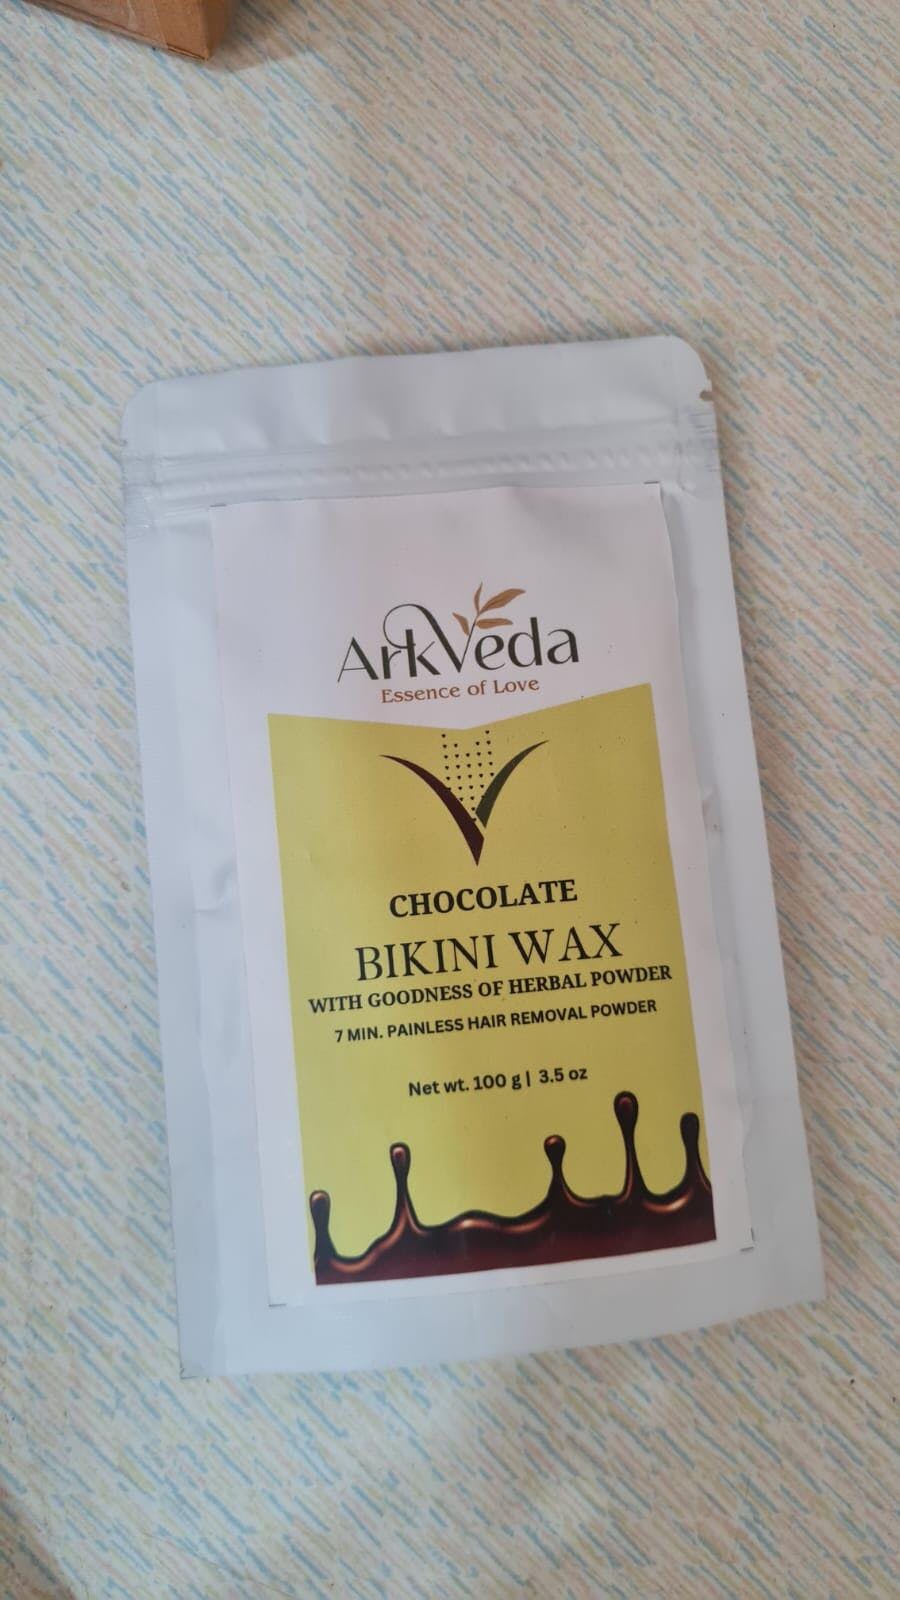 ArkVeda
Essence of Love
CHOCOLATE
BIKINI WAX
WITH GOODNESS OF HERBAL POWDER
7 MIN. PAINLESS HAIR REMOVAL POWDER
Net wt. 100 g | 3.5 oz